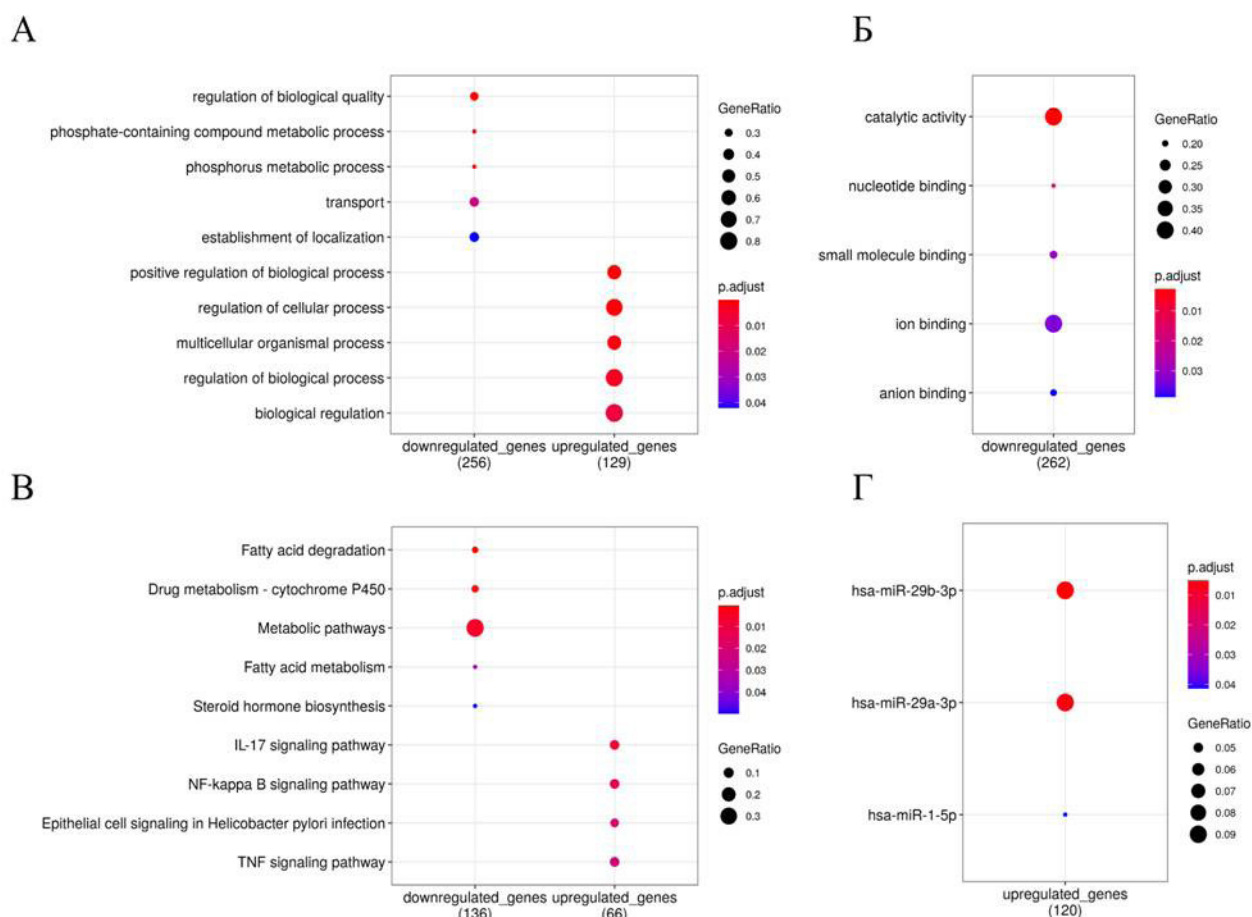 А
regulation of biological quality
phosphate-containing compound metabolic process
phosphorus metabolic process
transport
establishment of localization
positive regulation of biological process
regulation of cellular process
multicellular organismal process
regulation of biological process
biological regulation
downregulated_genes
(256)
upregulated_genes
(129)
GeneRatio
0.3
0.4
0.5
0.6
0.7
0.8
p.adjust
0.01
0.02
0.03
0.04
Б
catalytic activity
nucleotide binding
small molecule binding
ion binding
anion binding
downregulated_genes
(262)
GeneRatio
0.20
0.25
0.30
0.35
0.40
p.adjust
0.01
0.02
0.03
В
Fatty acid degradation
Drug metabolism - cytochrome P450
Metabolic pathways
Fatty acid metabolism
Steroid hormone biosynthesis
IL-17 signaling pathway
NF-kappa B signaling pathway
Epithelial cell signaling in Helicobacter pylori infection
TNF signaling pathway
downregulated_genes
(136)
upregulated_genes
(66)
p.adjust
0.01
0.02
0.03
0.04
GeneRatio
0.1
0.2
0.3
Г
hsa-miR-29b-3p
hsa-miR-29a-3p
hsa-miR-1-5p
upregulated_genes
(120)
p.adjust
0.01
0.02
0.03
0.04
GeneRatio
0.05
0.06
0.07
0.08
0.09